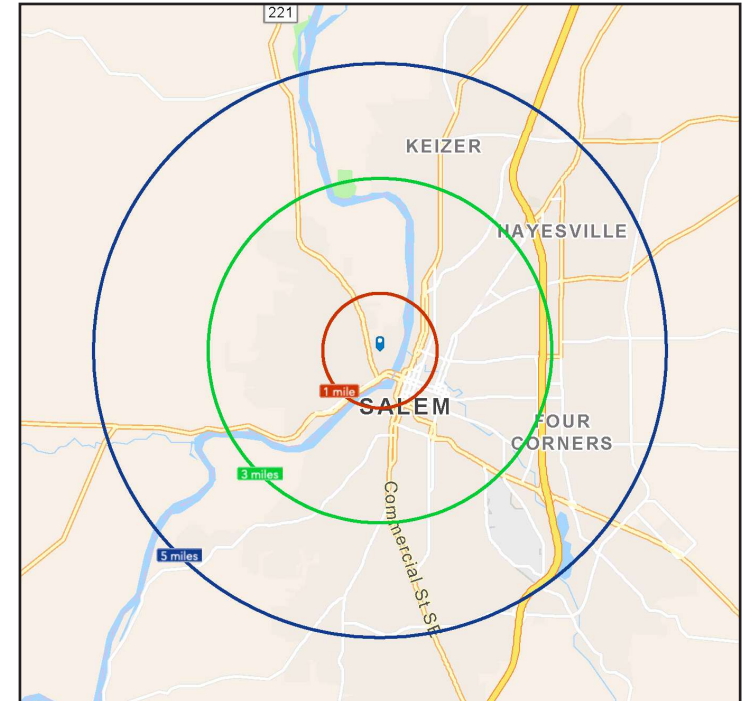 221
KEIZER
HAYESVILLE
1 mile
SALEM
FOUR
CORNERS
3 miles
Commercial St SE
5 miles